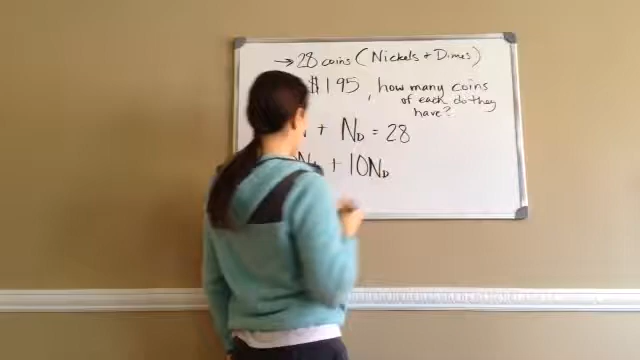 → 28 coins (Nickels + Dimes)
$1.95, how many coins
of each do they
have?
+ N_D = 28
+ 10N_D